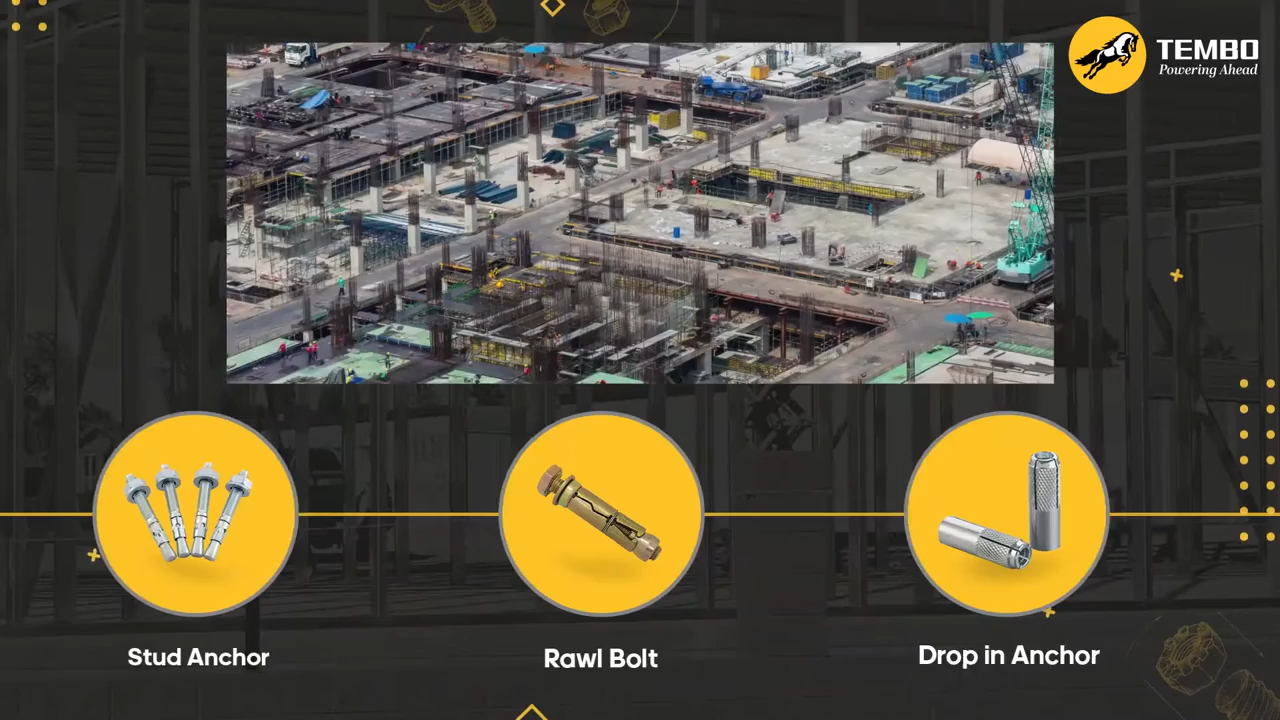 TEMBO
Powering Ahead
Stud Anchor
Rawl Bolt
Drop in Anchor